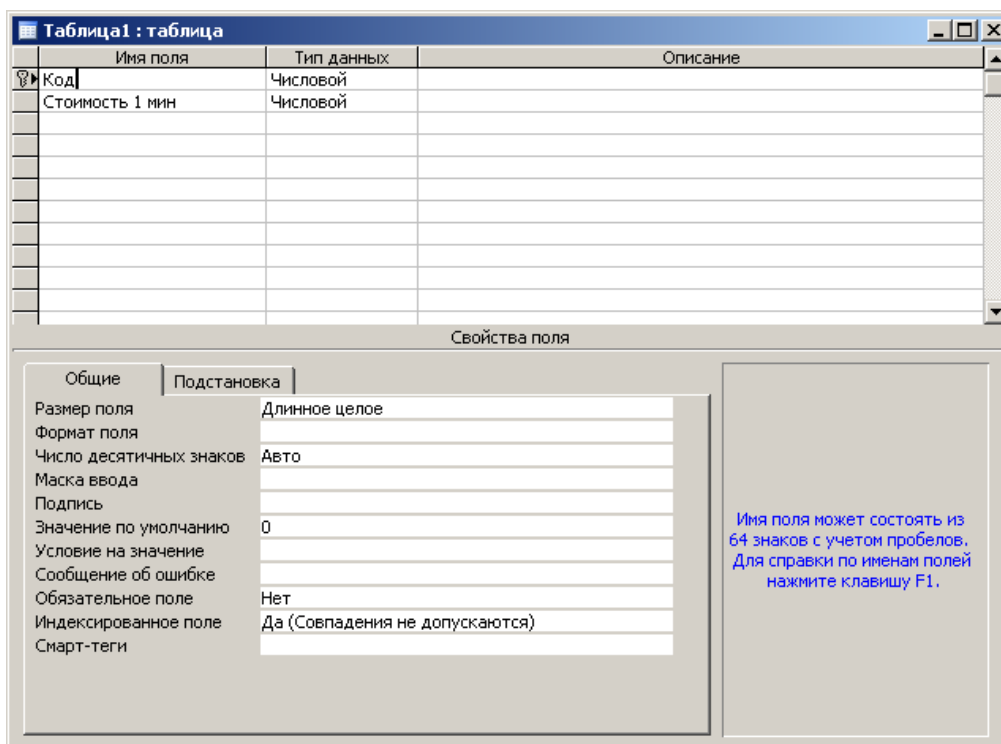 Таблица1 : таблица
Имя поля Тип данных Описание
Код Числовой
Стоимость 1 мин Числовой
Свойства поля
Общие Подстановка
Размер поля Длинное целое
Формат поля
Число десятичных знаков Авто
Маска ввода
Подпись
Значение по умолчанию 0
Условие на значение
Сообщение об ошибке
Обязательное поле Нет
Индексированное поле Да (Совпадения не допускаются)
Смарт-теги
Имя поля может состоять из
64 знаков с учетом пробелов.
Для справки по именам полей
нажмите клавишу F1.